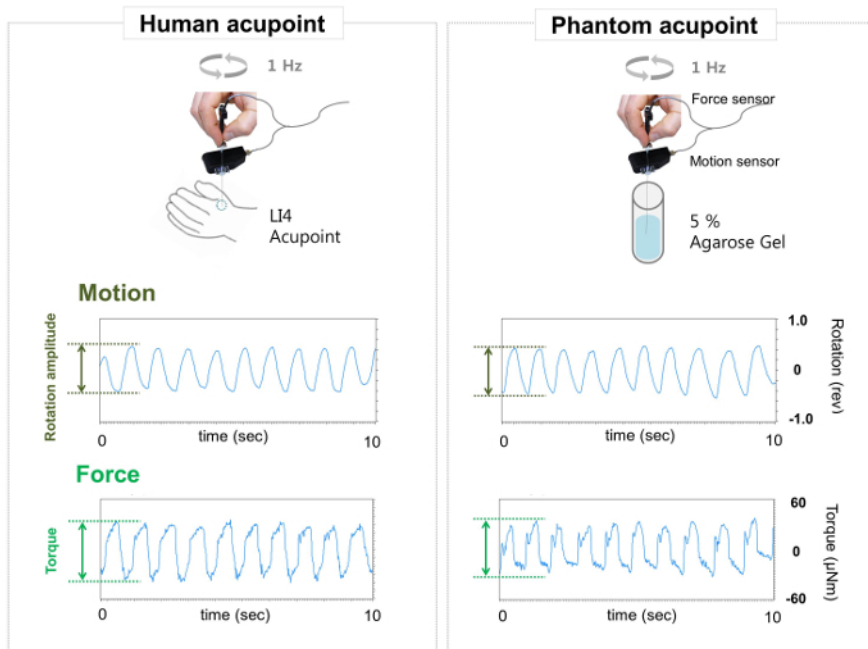 Human acupoint
1 Hz
LI4
Acupoint
Motion
Rotation amplitude
0
10
time (sec)
Force
Torque
0
10
time (sec)
Phantom acupoint
1 Hz
Force sensor
Motion sensor
5 %
Agarose Gel
1.0
0
-1.0
Rotation (rev)
0
10
time (sec)
60
0
-60
Torque (μNm)
0
10
time (sec)